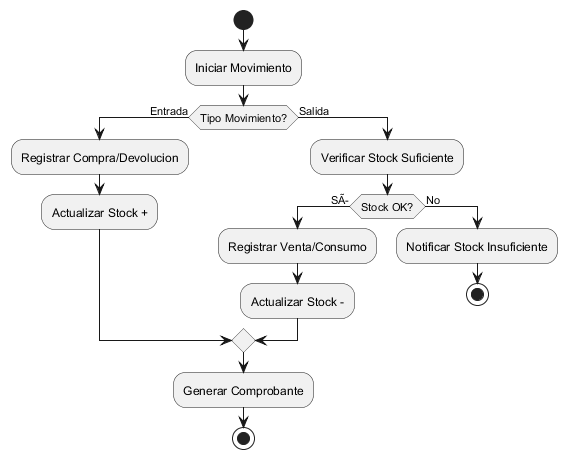 Iniciar Movimiento
Entrada
Tipo Movimiento?
Salida
Registrar Compra/Devolucion
Verificar Stock Suficiente
Actualizar Stock +
SÃ-
Stock OK?
No
Registrar Venta/Consumo
Notificar Stock Insuficiente
Actualizar Stock -
Generar Comprobante